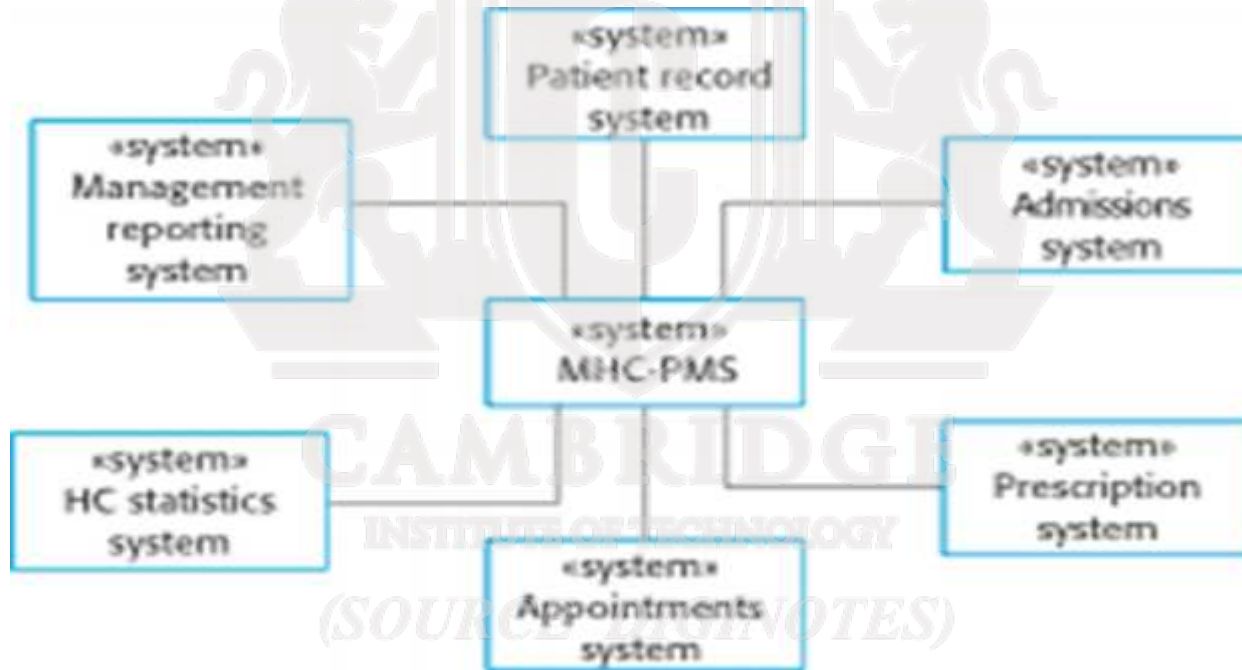 «system»
Patient record
system
«system»
Management
reporting
system
«system»
Admissions
system
«system»
MHC-PMS
«system»
HC statistics
system
«system»
Prescription
system
«system»
Appointments
system
CAMBRIDGE
INSTITUTE OF TECHNOLOGY
(SOURCE DIGINOTES)